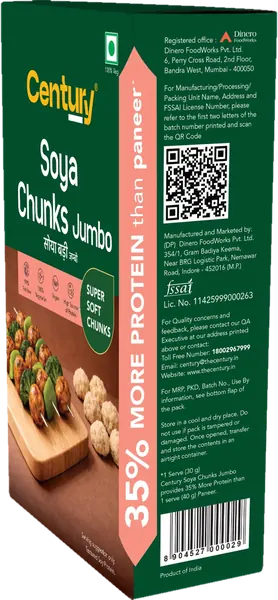 100% Veg
Century
Soya
Chunks Jumbo
सोया बड़ी जम्बो
SUPER
SOFT
CHUNKS
35% MORE PROTEIN than paneer*
Dinero
FoodWorks
Registered office :
Dinero FoodWorks Pvt. Ltd.
6, Perry Cross Road, 2nd Floor,
Bandra West, Mumbai - 400050
For Manufacturing/Processing/
Packing Unit Name, Address and
FSSAI License Number, please
refer to the first two letters of the
batch number printed and scan
the QR Code
Manufactured and Marketed by:
(DP) Dinero FoodWorks Pvt. Ltd.
354/1, Gram Badiya Keema,
Near BRG Logistic Park, Nemawar
Road, Indore - 452016 (M.P.)
fssai
Lic. No. 11425999000263
For Quality concerns and
feedback, please contact our QA
Executive at our address printed
above or contact:
Toll Free Number: 18002967999
Email: hello@thecentury.in
Website: www.thecentury.in
For MRP, PKD, Batch No., Use By
information, see bottom flap of
the pack.
Store in a cool and dry place. Do
not use if pack is tampered or
damaged. Once opened, transfer
and store the contents in an
airtight container.
*1 Serve (30 g)
Century Soya Chunks Jumbo
provides 35% More Protein than
1 serve (40 g) Paneer.
8 904527 000029
Product of India